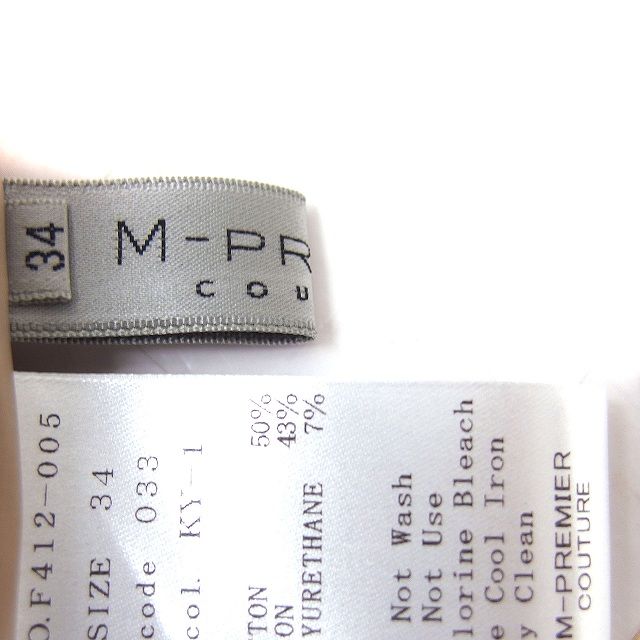 34
M-PR
COU
O.F412-005
SIZE 34
code 033
col. KY-1
TON 50%
ON 43%
YURETHANE 7%
Not Wash
Not Use
lorine Bleach
e Cool Iron
y Clean
M-PREMIER
COUTURE